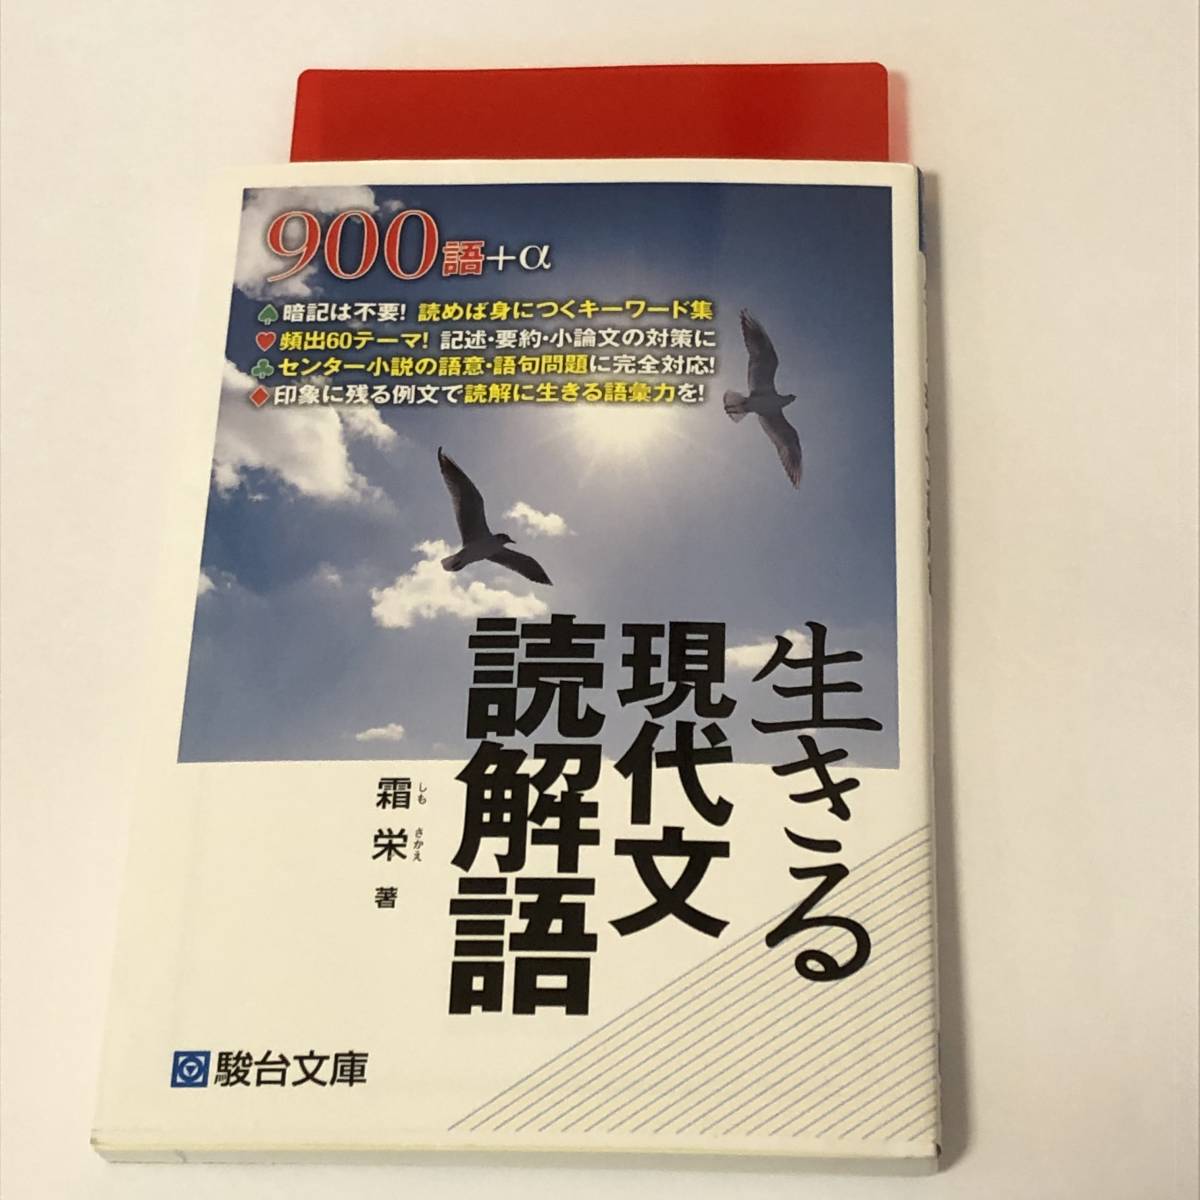 900語+α
暗記は不要! 読めば身につくキーワード集
頻出60テーマ! 記述・要約・小論文の対策に
センター小説の語意・語句問題に完全対応!
印象に残る例文で読解に生きる語彙力を!
生きる
現代文
読解語
霜栄 著
しも さかえ
駿台文庫